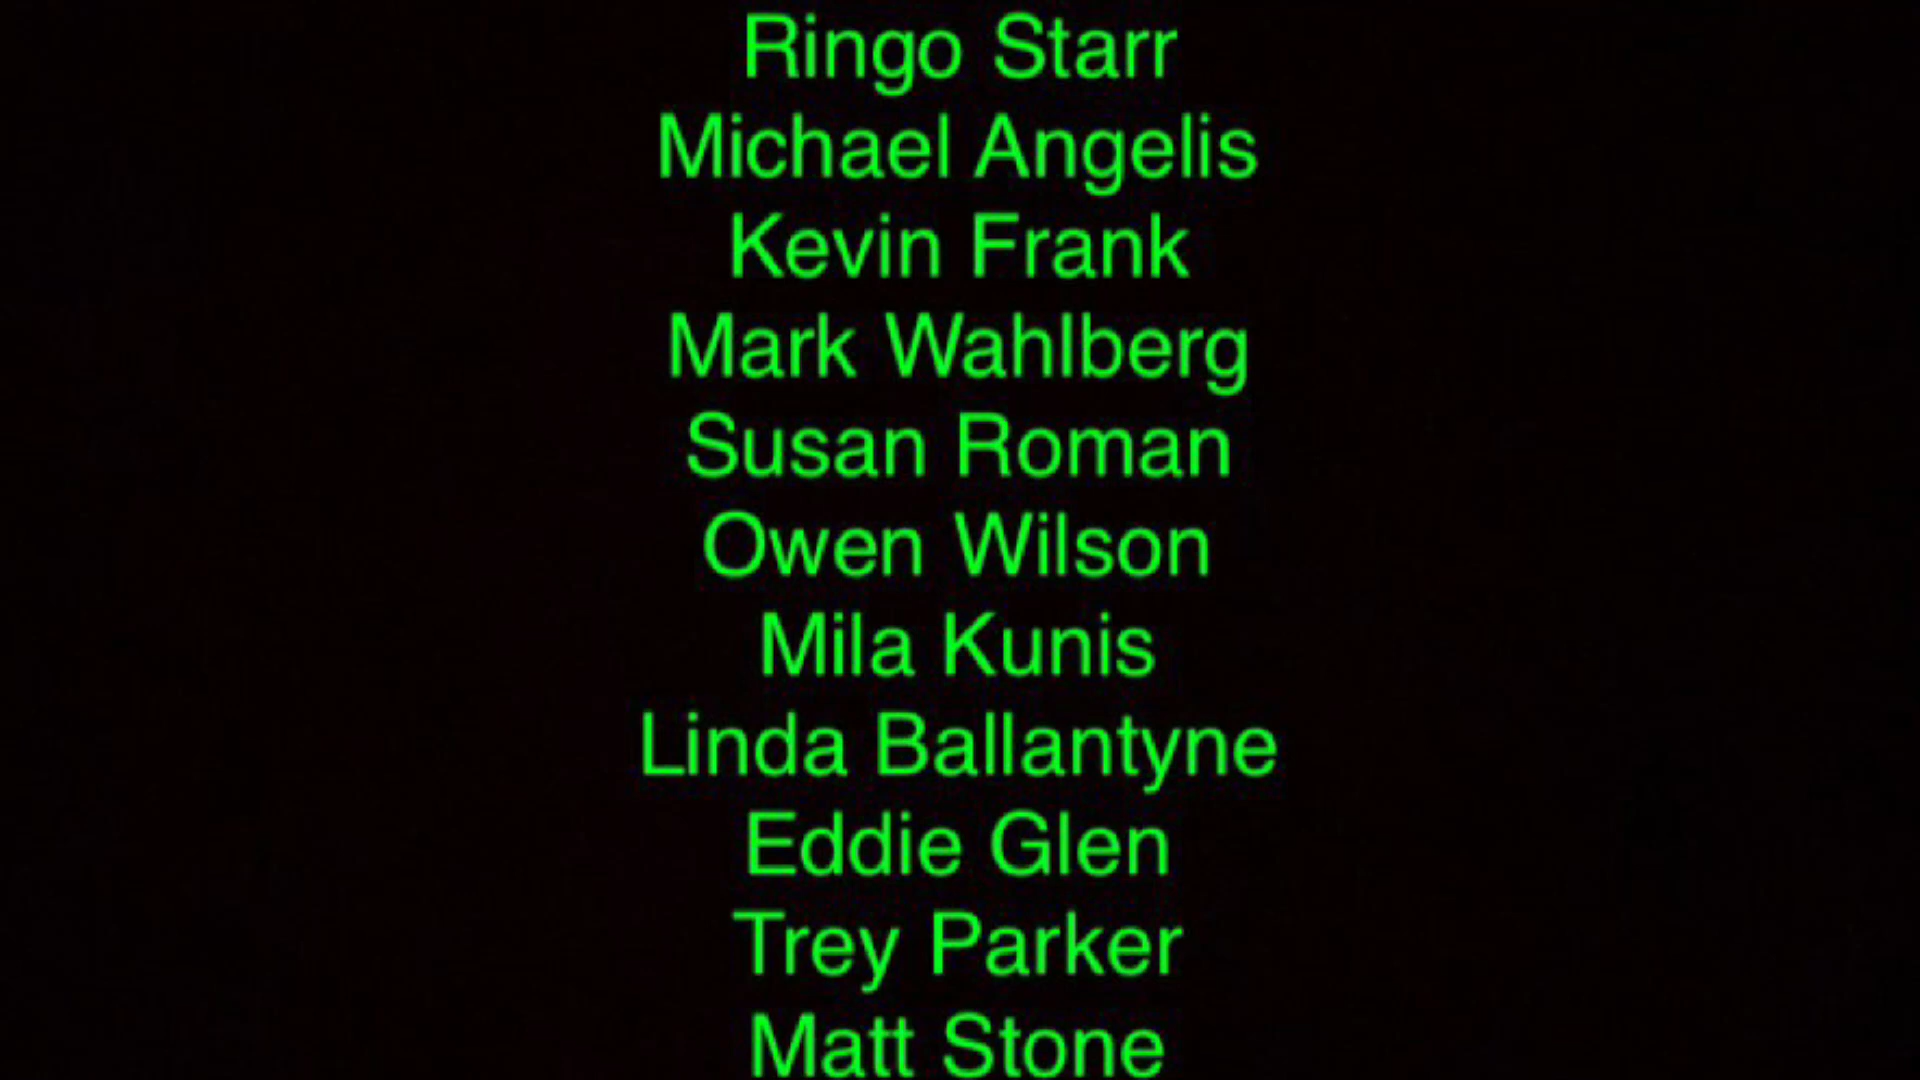 Ringo Starr
Michael Angelis
Kevin Frank
Mark Wahlberg
Susan Roman
Owen Wilson
Mila Kunis
Linda Ballantyne
Eddie Glen
Trey Parker
Matt Stone